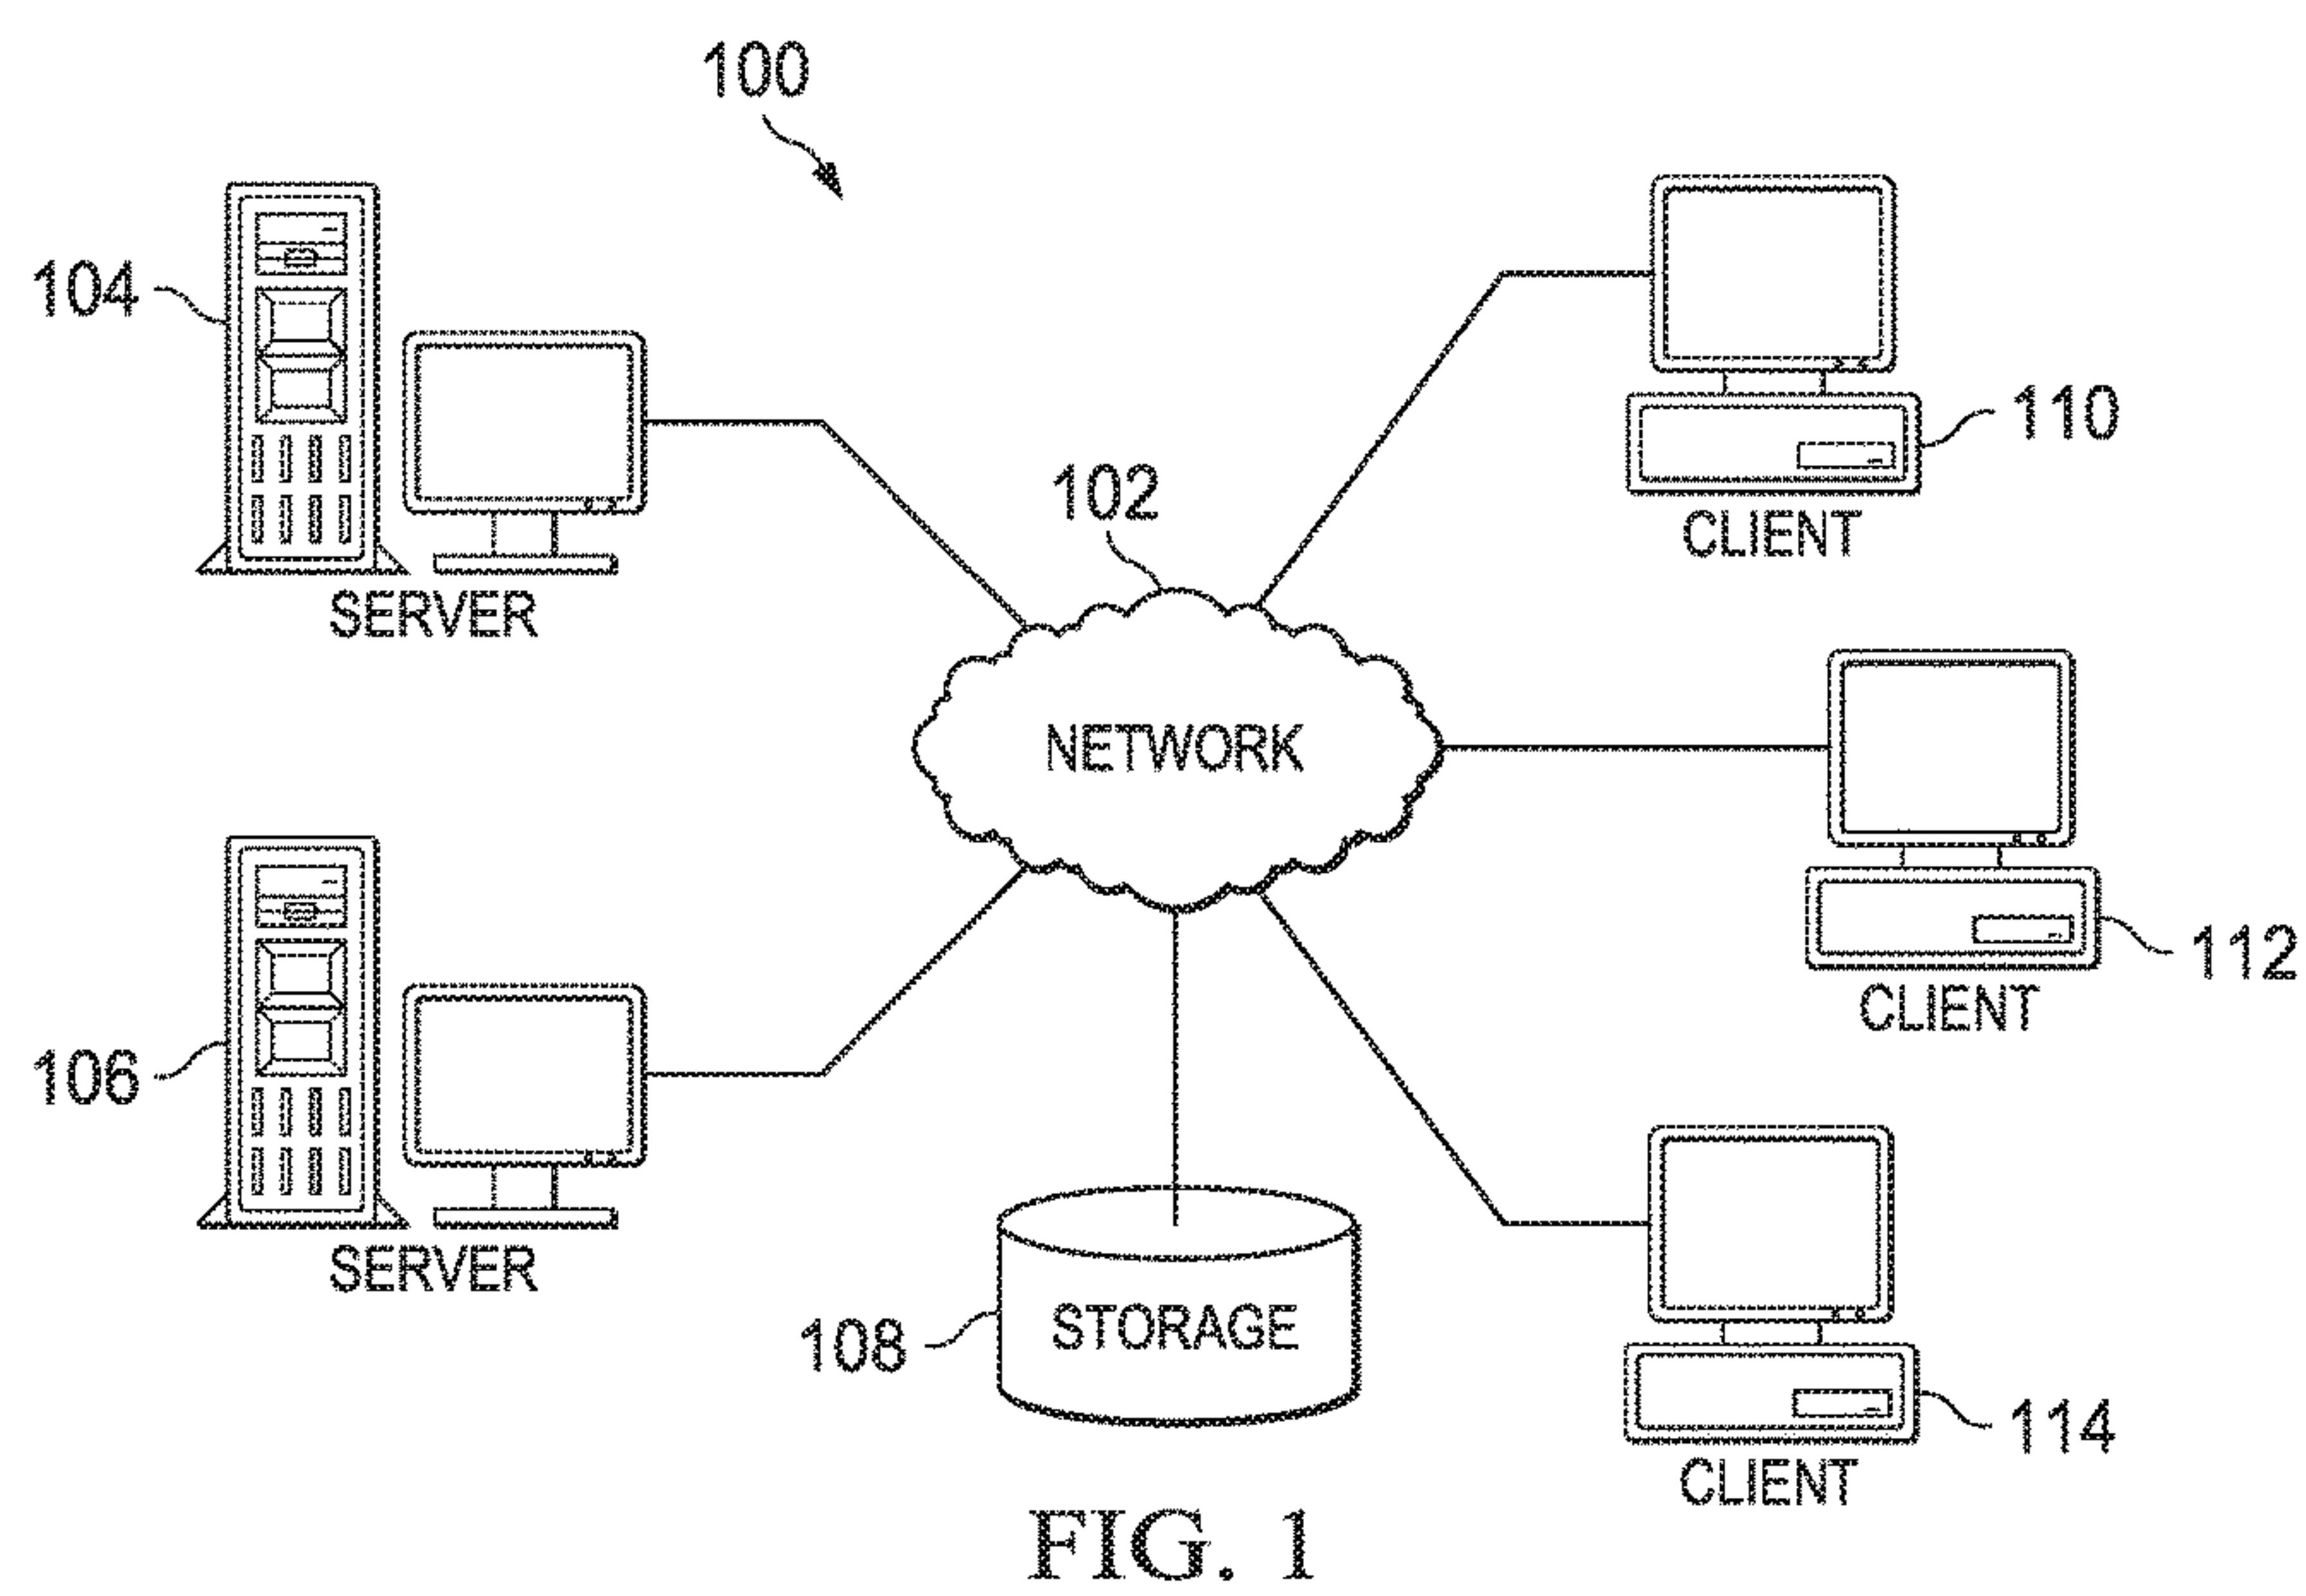 100
104
SERVER
110
CLIENT
102
NETWORK
112
CLIENT
106
SERVER
108
STORAGE
114
CLIENT
FIG. 1